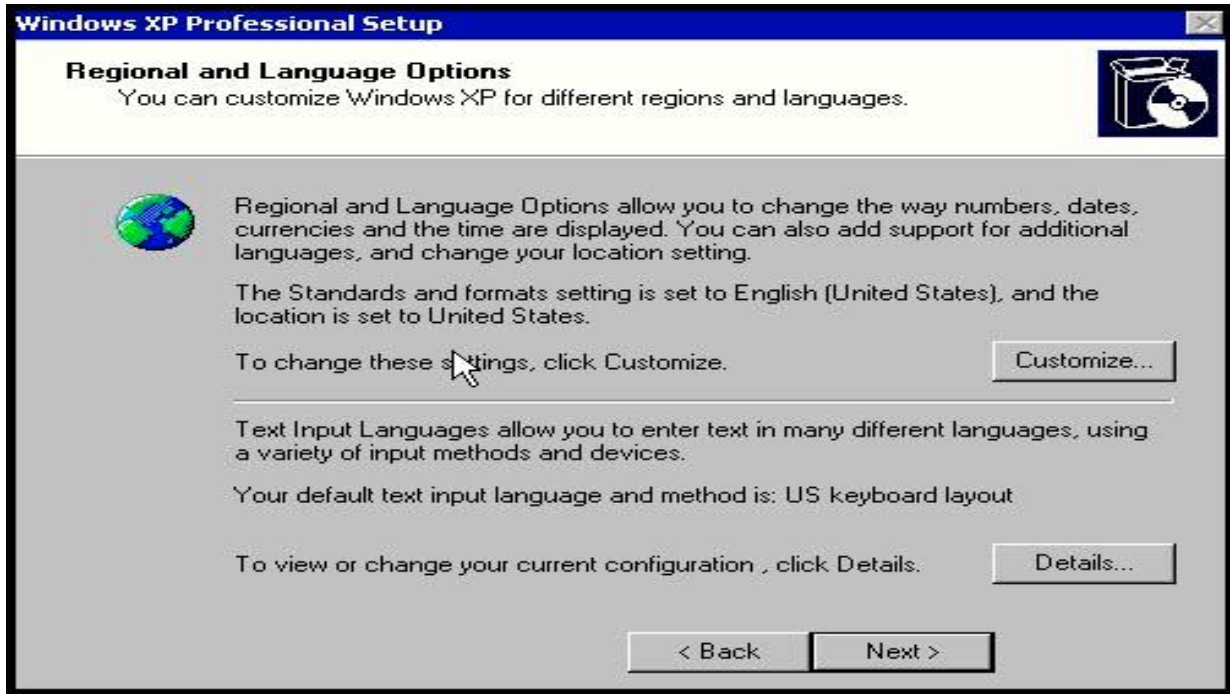 Windows XP Professional Setup
Regional and Language Options
You can customize Windows XP for different regions and languages.
Regional and Language Options allow you to change the way numbers, dates,
currencies and the time are displayed. You can also add support for additional
languages, and change your location setting.
The Standards and formats setting is set to English (United States), and the
location is set to United States.
To change these settings, click Customize.
Customize...
Text Input Languages allow you to enter text in many different languages, using
a variety of input methods and devices.
Your default text input language and method is: US keyboard layout
To view or change your current configuration , click Details.
Details...
< Back
Next >